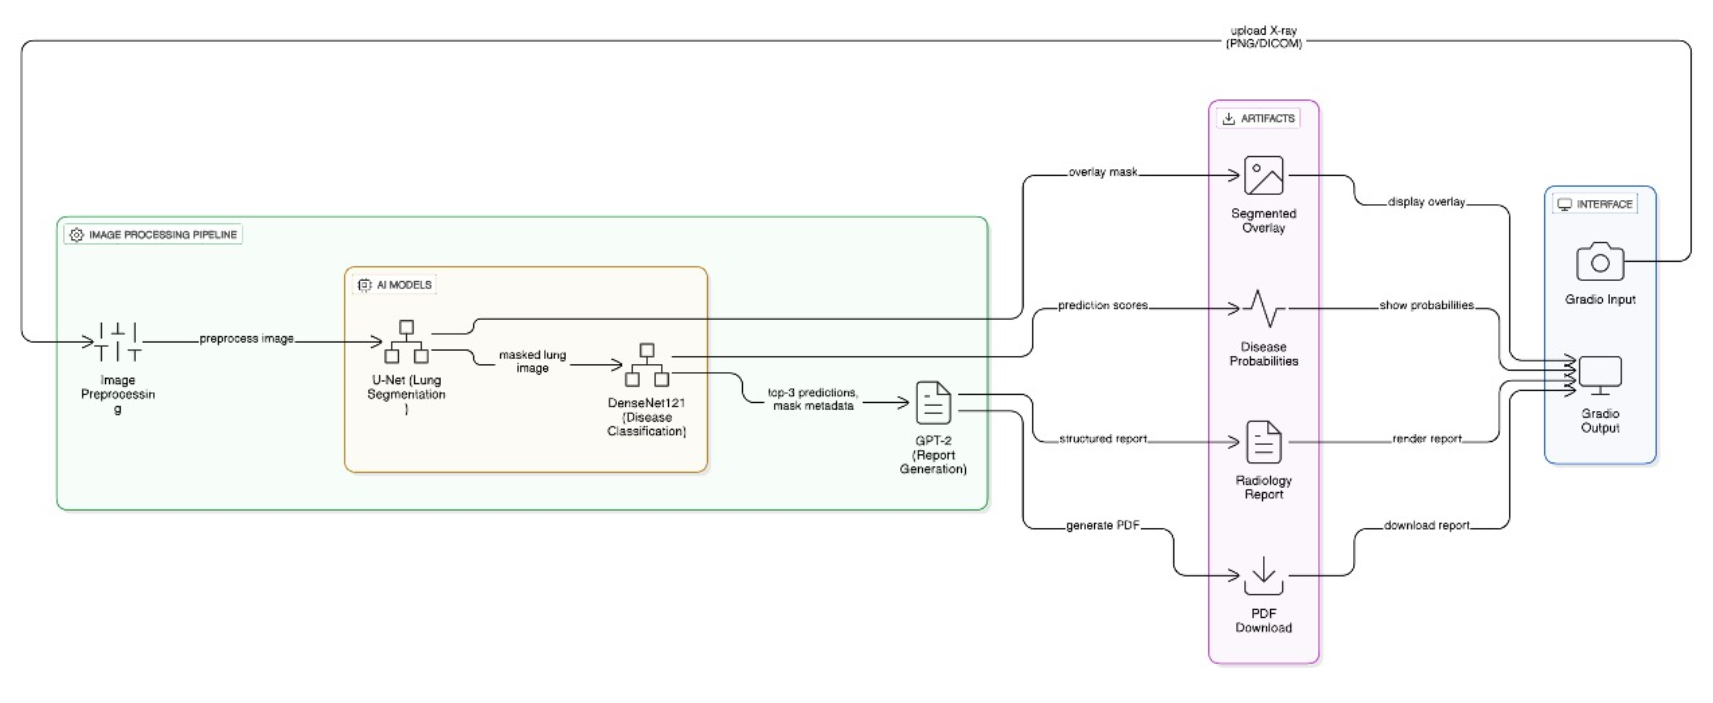 upload X-ray
(PNG/DICOM)
ARTIFACTS
overlay mask
Segmented
Overlay
display overlay
INTERFACE
Gradio Input
IMAGE PROCESSING PIPELINE
AI MODELS
prediction scores
Disease
Probabilities
show probabilities
preprocess image
Image
Preprocessin
g
U-Net (Lung
Segmentation
)
masked lung
image
DenseNet121
(Disease
Classification)
top-3 predictions,
mask metadata
GPT-2
(Report
Generation)
structured report
Radiology
Report
render report
Gradio
Output
generate PDF
PDF
Download
download report